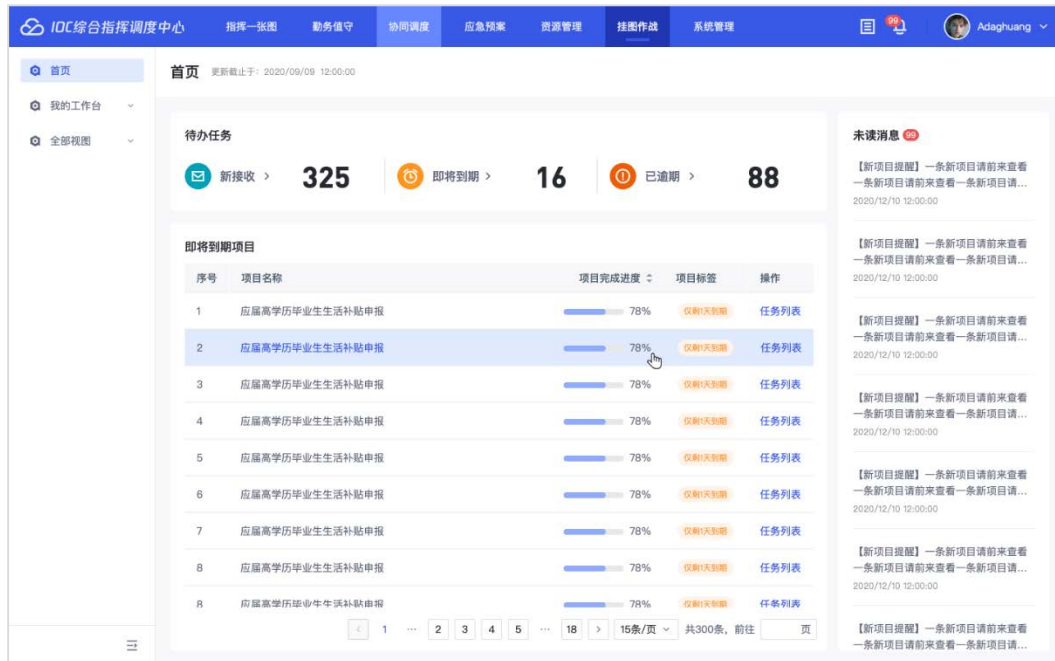 IOC综合指挥调度中心 指挥一张图 勤务值守 协同调度 应急预案 资源管理 挂图作战 系统管理 99 Adaghuang
首页
我的工作台
全部视图
首页 更新截止于: 2020/09/09 12:00:00
待办任务
新接收 > 325 即将到期 > 16 已逾期 > 88
即将到期项目
序号 项目名称 项目完成进度 项目标签 操作
1 应届高学历毕业生生活补贴申报 78% 仅剩1天到期 任务列表
2 应届高学历毕业生生活补贴申报 78% 仅剩1天到期 任务列表
3 应届高学历毕业生生活补贴申报 78% 仅剩1天到期 任务列表
4 应届高学历毕业生生活补贴申报 78% 仅剩1天到期 任务列表
5 应届高学历毕业生生活补贴申报 78% 仅剩1天到期 任务列表
6 应届高学历毕业生生活补贴申报 78% 仅剩1天到期 任务列表
7 应届高学历毕业生生活补贴申报 78% 仅剩1天到期 任务列表
8 应届高学历毕业生生活补贴申报 78% 仅剩1天到期 任务列表
8 应届高学历毕业生生活补贴申报 78% 仅剩1天到期 任务列表
< 1 ··· 2 3 4 5 ··· 18 > 15条/页 共300条, 前往 页
未读消息 99
【新项目提醒】一条新项目请前来查看
一条新项目请前来查看一条新项目请...
2020/12/10 12:00:00
【新项目提醒】一条新项目请前来查看
一条新项目请前来查看一条新项目请...
2020/12/10 12:00:00
【新项目提醒】一条新项目请前来查看
一条新项目请前来查看一条新项目请...
2020/12/10 12:00:00
【新项目提醒】一条新项目请前来查看
一条新项目请前来查看一条新项目请...
2020/12/10 12:00:00
【新项目提醒】一条新项目请前来查看
一条新项目请前来查看一条新项目请...
2020/12/10 12:00:00
【新项目提醒】一条新项目请前来查看
一条新项目请前来查看一条新项目请...
2020/12/10 12:00:00
【新项目提醒】一条新项目请前来查看
一条新项目请前来查看一条新项目请...